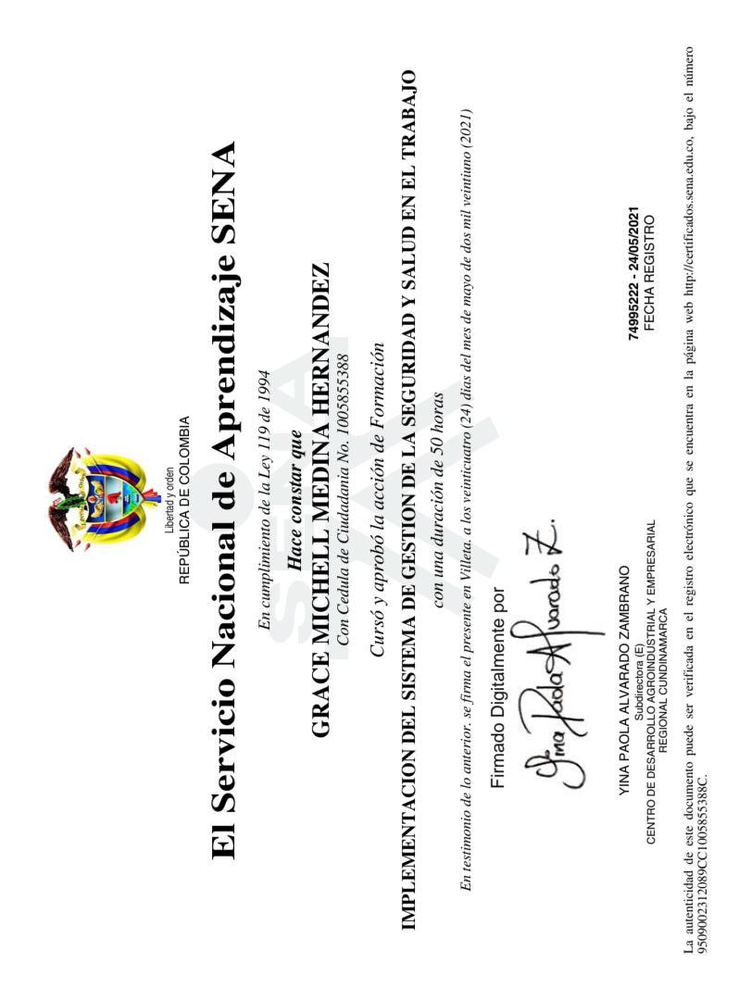 Libertad y orden
REPÚBLICA DE COLOMBIA
El Servicio Nacional de Aprendizaje SENA
En cumplimiento de la Ley 119 de 1994
Hace constar que
GRACE MICHELL MEDINA HERNANDEZ
Con Cedula de Ciudadania No. 1005855388
Cursó y aprobó la acción de Formación
IMPLEMENTACION DEL SISTEMA DE GESTION DE LA SEGURIDAD Y SALUD EN EL TRABAJO
con una duración de 50 horas
En testimonio de lo anterior. se firma el presente en Villeta. a los veinticuatro (24) dias del mes de mayo de dos mil veintiuno (2021)
Firmado Digitalmente por
Yina Paola Alvarado Z.
YINA PAOLA ALVARADO ZAMBRANO
Subdirectora (E)
CENTRO DE DESARROLLO AGROINDUSTRIAL Y EMPRESARIAL
REGIONAL CUNDINAMARCA
74995222 - 24/05/2021
FECHA REGISTRO
La autenticidad de este documento puede ser verificada en el registro electrónico que se encuentra en la página web http://certificados.sena.edu.co, bajo el número
9509002312089CC1005855388C.
SENA